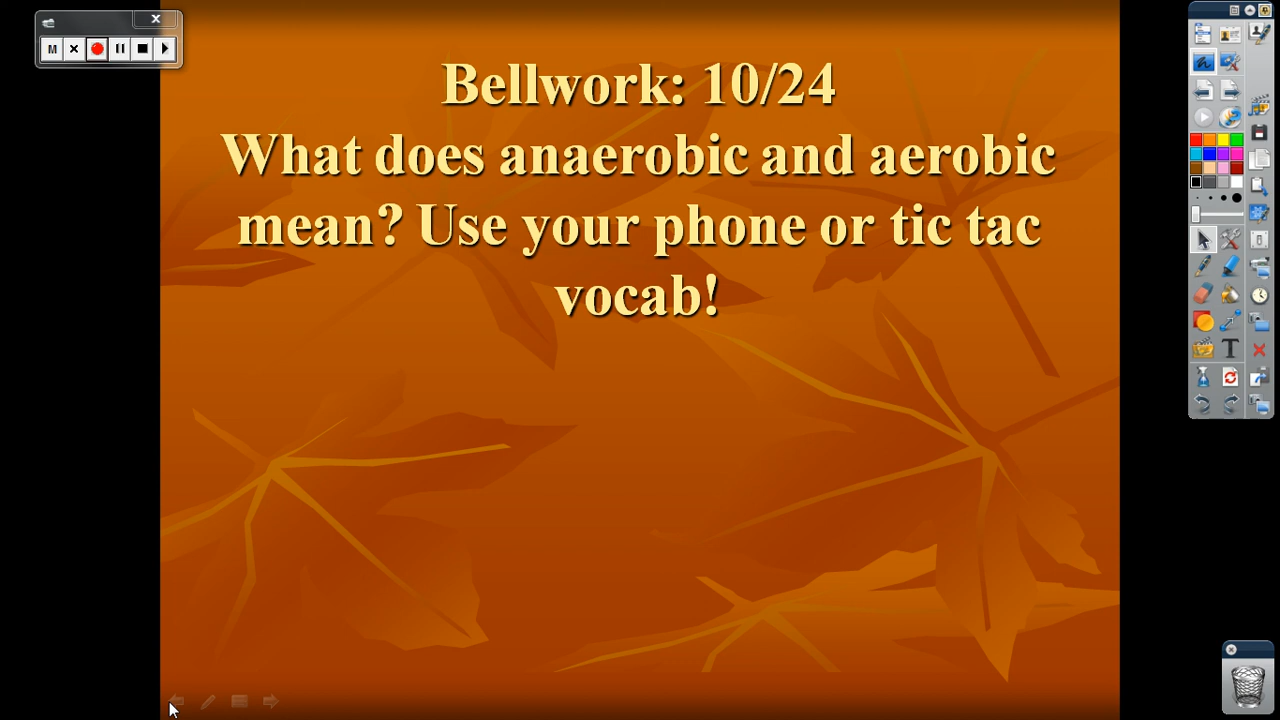 M
Bellwork: 10/24
What does anaerobic and aerobic
mean? Use your phone or tic tac
vocab!
T